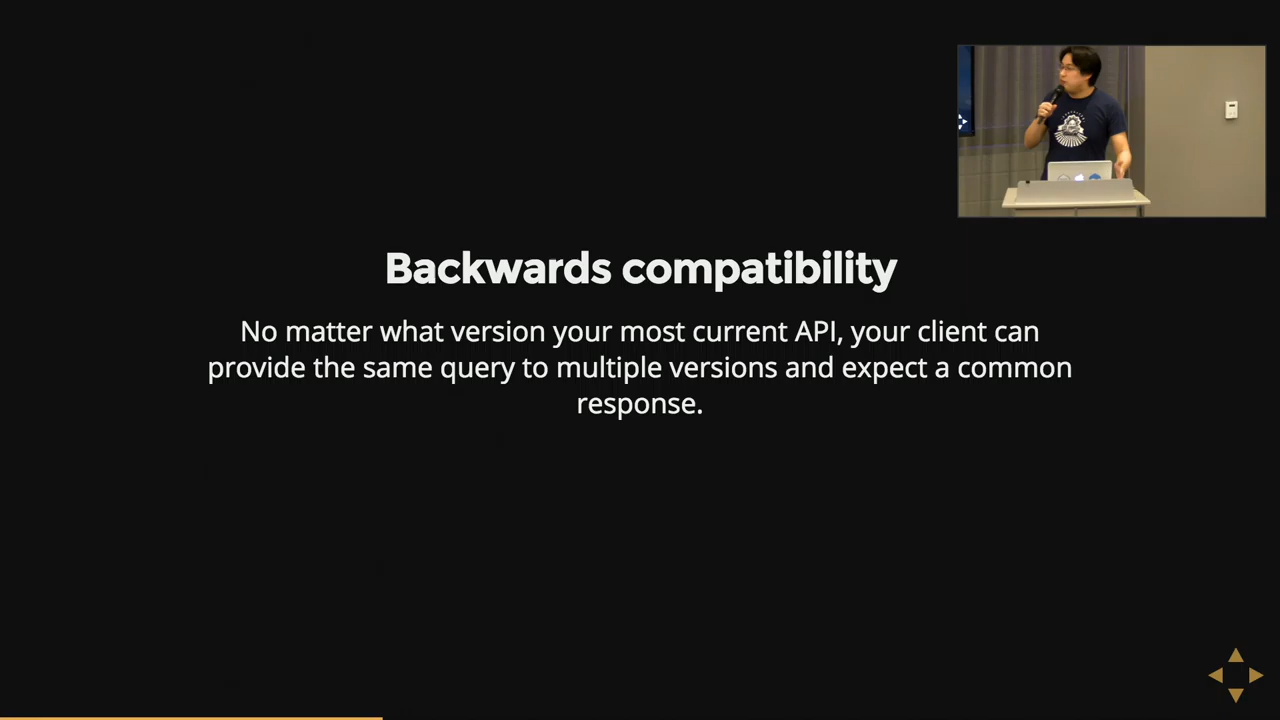 Backwards compatibility
No matter what version your most current API, your client can
provide the same query to multiple versions and expect a common
response.